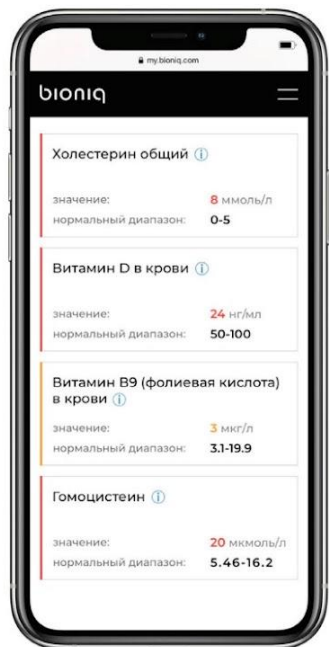 my.bioniq.com
bioniq
Холестерин общий
значение: 8 ммоль/л
нормальный диапазон: 0-5
Витамин D в крови
значение: 24 нг/мл
нормальный диапазон: 50-100
Витамин B9 (фолиевая кислота)
в крови
значение: 3 мкг/л
нормальный диапазон: 3.1-19.9
Гомоцистеин
значение: 20 мкмоль/л
нормальный диапазон: 5.46-16.2